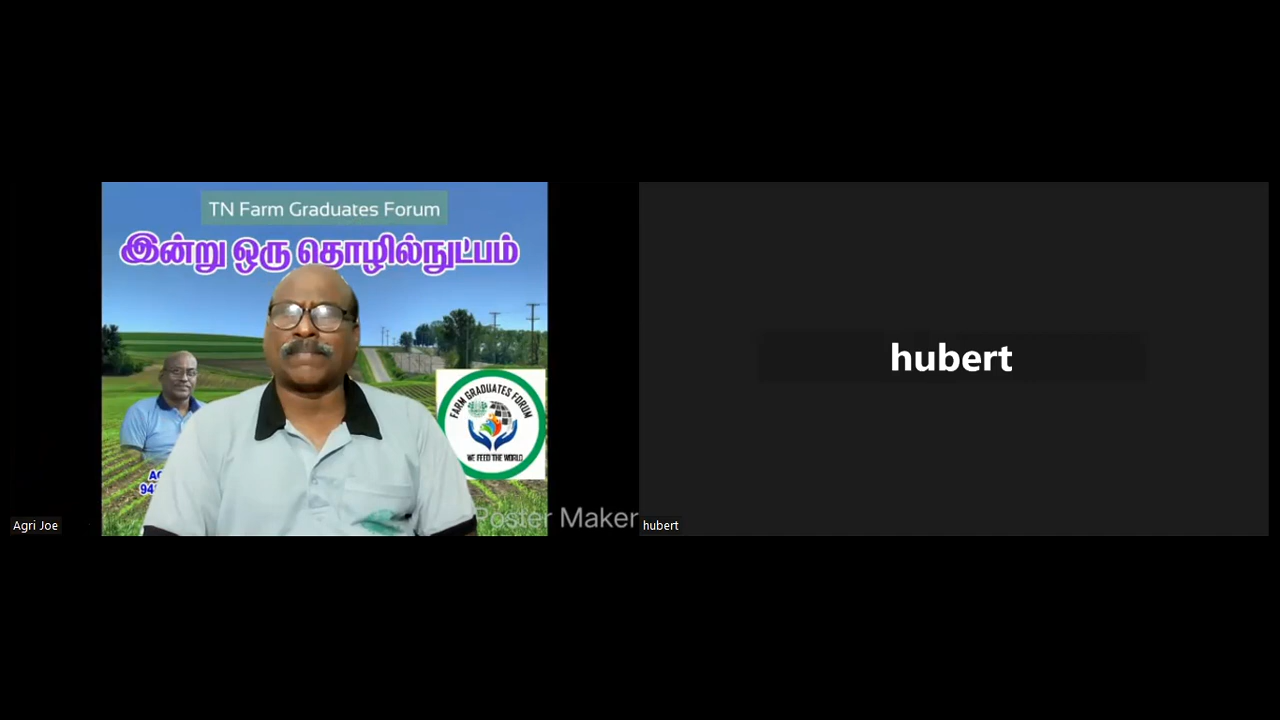 TN Farm Graduates Forum
இன்று ஒரு தொழில்நுட்பம்
FARM GRADUATES FORUM
WE FEED THE WORLD
Poster Maker
Agri Joe
hubert
hubert